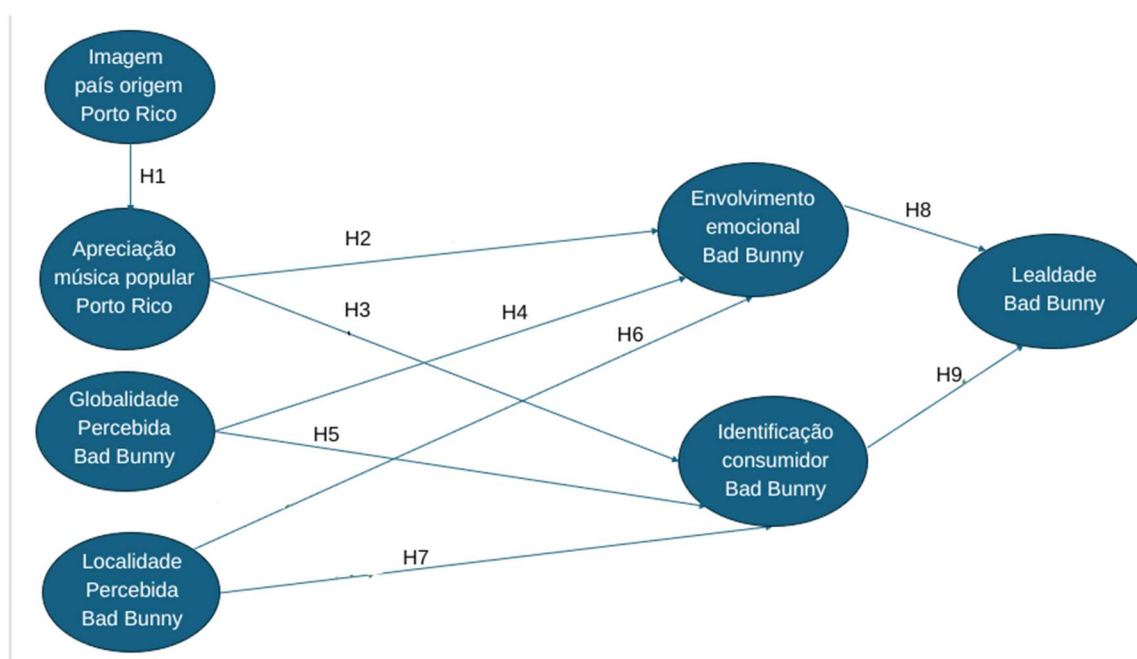 Imagem
país origem
Porto Rico
H1
Apreciação
música popular
Porto Rico
Globalidade
Percebida
Bad Bunny
Localidade
Percebida
Bad Bunny
H2
H3
H4
H5
H6
H7
Envolvimento
emocional
Bad Bunny
Identificação
consumidor
Bad Bunny
H8
H9
Lealdade
Bad Bunny